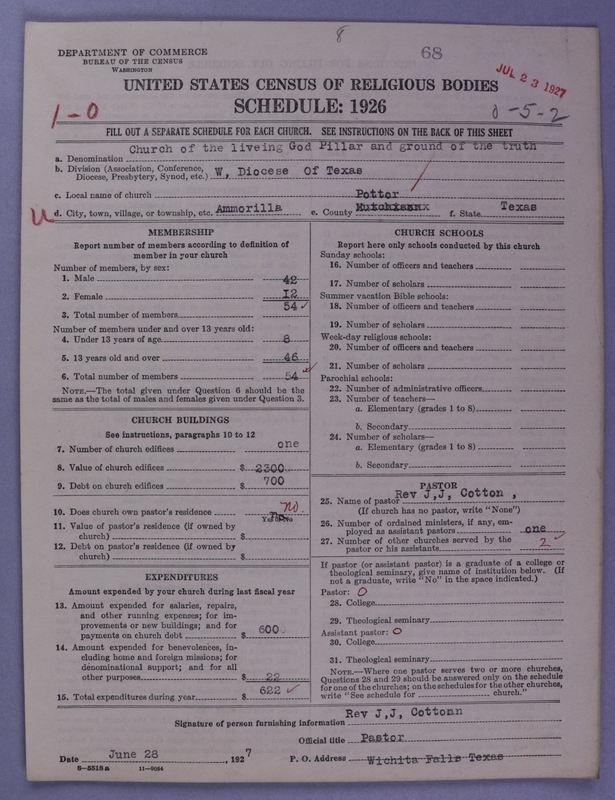 8
68
DEPARTMENT OF COMMERCE
BUREAU OF THE CENSUS
WASHINGTON
JUL 23 1927
UNITED STATES CENSUS OF RELIGIOUS BODIES
SCHEDULE: 1926
1-0
8-5-2
FILL OUT A SEPARATE SCHEDULE FOR EACH CHURCH. SEE INSTRUCTIONS ON THE BACK OF THIS SHEET
a. Denomination Church of the liveing God Pillar and ground of the truth
b. Division (Association, Conference, Diocese, Presbytery, Synod, etc.) W, Diocese Of Texas
c. Local name of church Potter
u d. City, town, village, or township, etc. Ammorilla e. County f. State Texas
MEMBERSHIP
Report number of members according to definition of
member in your church
Number of members, by sex:
1. Male 42
2. Female 12
3. Total number of members 54 ✓
Number of members under and over 13 years old:
4. Under 13 years of age 8
5. 13 years old and over 46
6. Total number of members 54 ✓
NOTE.—The total given under Question 6 should be the
same as the total of males and females given under Question 3.
CHURCH BUILDINGS
See instructions, paragraphs 10 to 12
7. Number of church edifices one
8. Value of church edifices $ 2300
9. Debt on church edifices $ 700
10. Does church own pastor's residence no.
Yes or No
11. Value of pastor's residence (if owned by
church) $
12. Debt on pastor's residence (if owned by
church) $
EXPENDITURES
Amount expended by your church during last fiscal year
13. Amount expended for salaries, repairs,
and other running expenses; for im-
provements or new buildings; and for
payments on church debt $ 600
14. Amount expended for benevolences, in-
cluding home and foreign missions; for
denominational support; and for all
other purposes $ 22
15. Total expenditures during year $ 622 ✓
CHURCH SCHOOLS
Report here only schools conducted by this church
Sunday schools:
16. Number of officers and teachers
17. Number of scholars
Summer vacation Bible schools:
18. Number of officers and teachers
19. Number of scholars
Week-day religious schools:
20. Number of officers and teachers
21. Number of scholars
Parochial schools:
22. Number of administrative officers
23. Number of teachers—
a. Elementary (grades 1 to 8)
b. Secondary
24. Number of scholars—
a. Elementary (grades 1 to 8)
b. Secondary
PASTOR
25. Name of pastor Rev J,J, Cotton ,
(If church has no pastor, write "None")
26. Number of ordained ministers, if any, em-
ployed as assistant pastors one
27. Number of other churches served by the
pastor or his assistants 2 ✓
If pastor (or assistant pastor) is a graduate of a college or
theological seminary, give name of institution below. (If
not a graduate, write "No" in the space indicated.)
Pastor: 0
28. College
29. Theological seminary
Assistant pastor: 0
30. College
31. Theological seminary
NOTE.—Where one pastor serves two or more churches,
Questions 28 and 29 should be answered only on the schedule
for one of the churches; on the schedules for the other churches,
write "See schedule for church."
Signature of person furnishing information Rev J,J, Cottonn
Official title Pastor
Date June 28, 1927 P. O. Address Wichita Falls Texas
6—5518a 11—9054